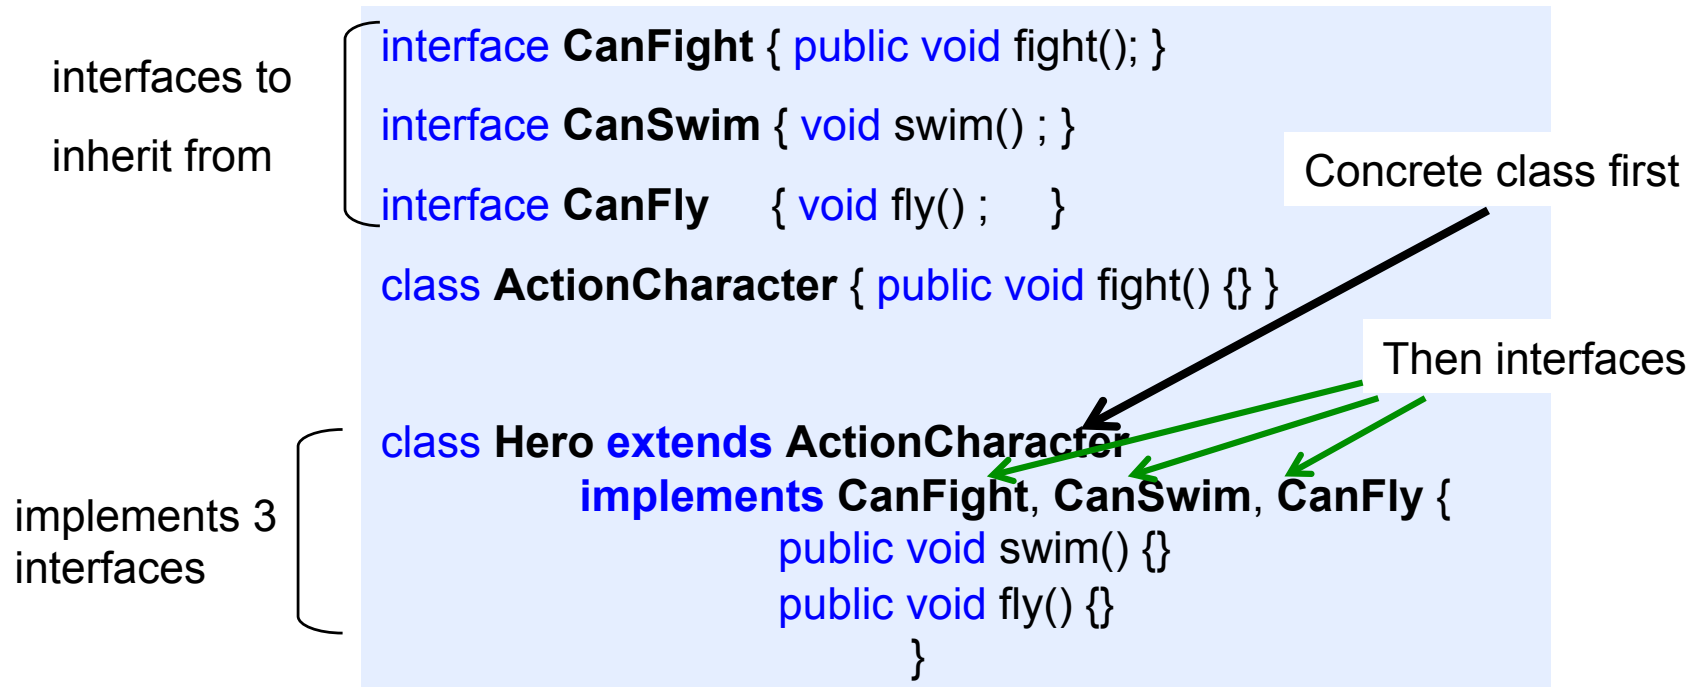 interfaces to
inherit from
interface CanFight { public void fight(); }
interface CanSwim { void swim() ; }
interface CanFly { void fly() ; }
Concrete class first
class ActionCharacter { public void fight() {} }
Then interfaces
implements 3
interfaces
class Hero extends ActionCharacter
implements CanFight, CanSwim, CanFly {
public void swim() {}
public void fly() {}
}